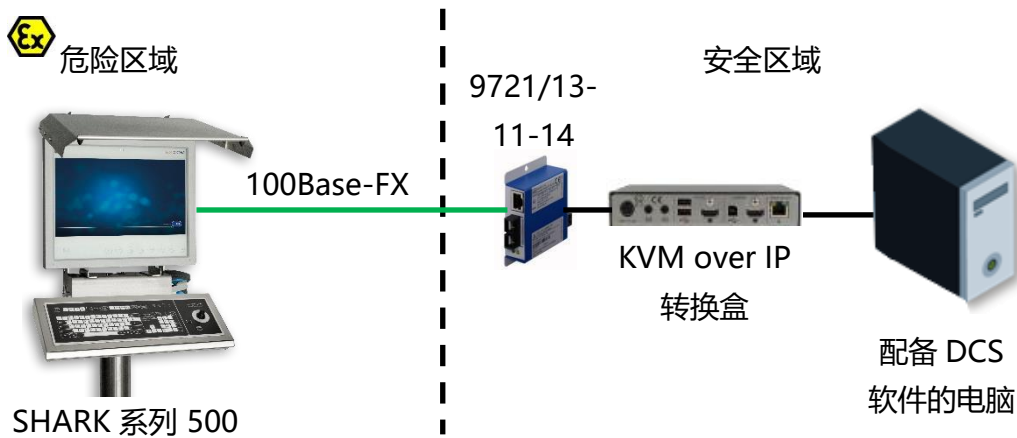 Ex
危险区域
安全区域
9721/13-
11-14
100Base-FX
KVM over IP
转换盒
配备 DCS
软件的电脑
SHARK 系列 500